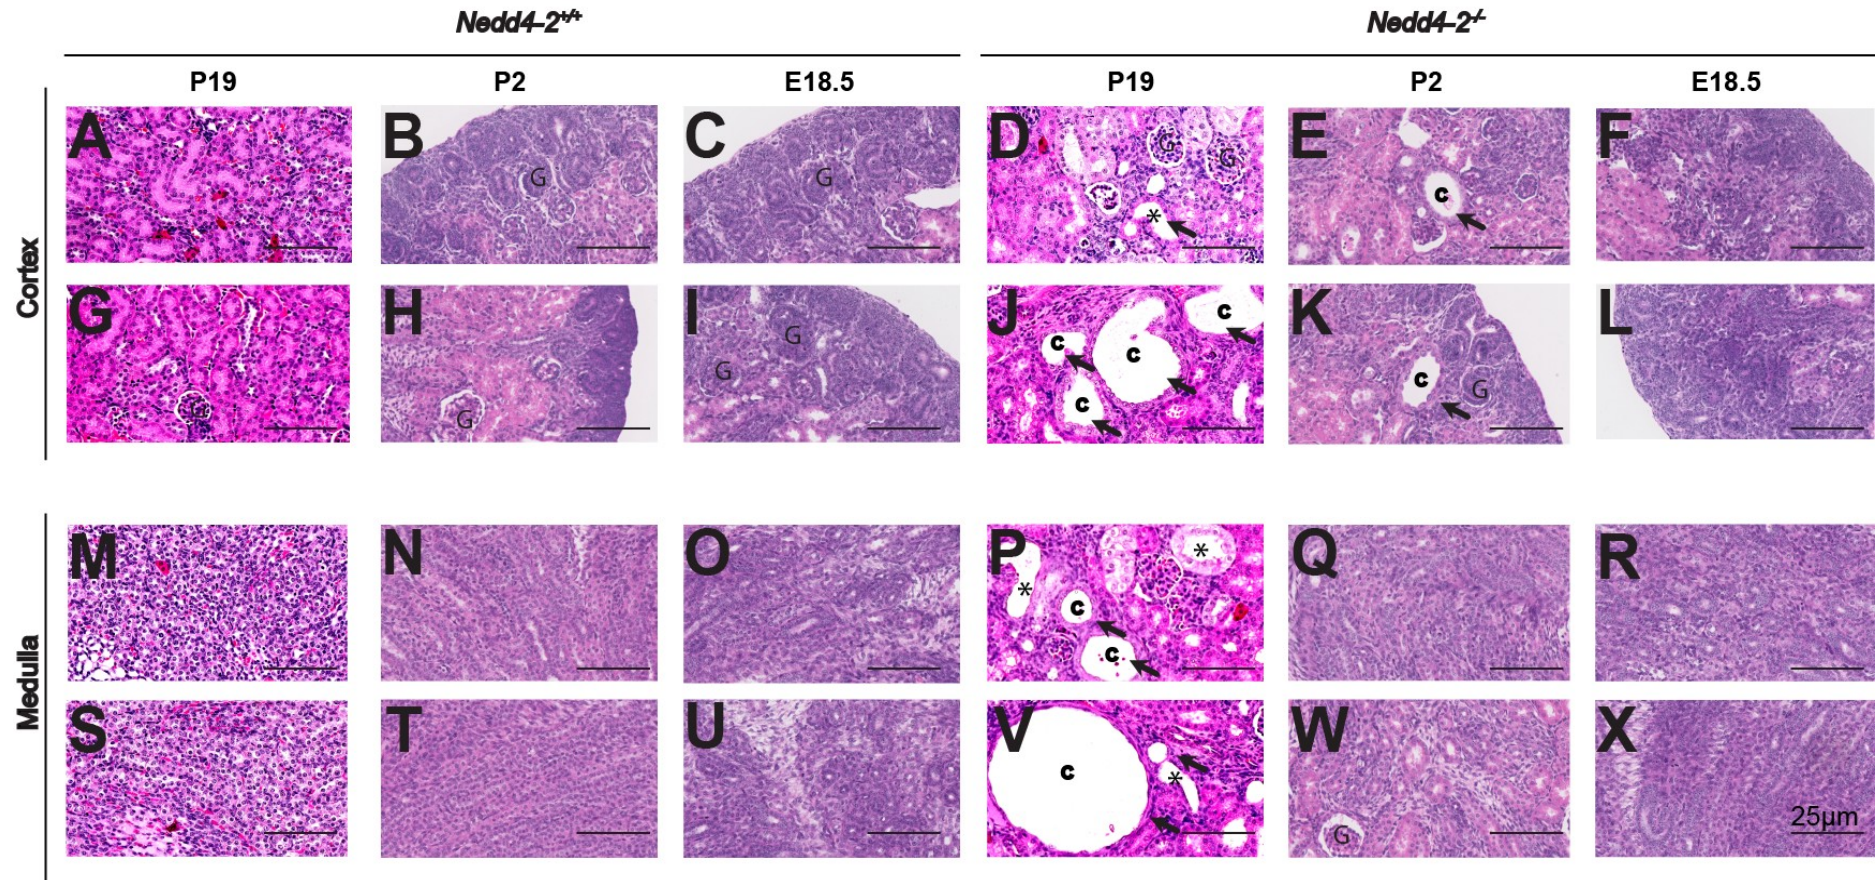 Nedd4-2+/+ Nedd4-2-/-
P19 P2 E18.5 P19 P2 E18.5
Cortex
A B G C G D G G * E c F
G G H G I G G J c c c c K c G L
Medulla
M N O P * * c c Q R
S T U V c * W G X 25µm